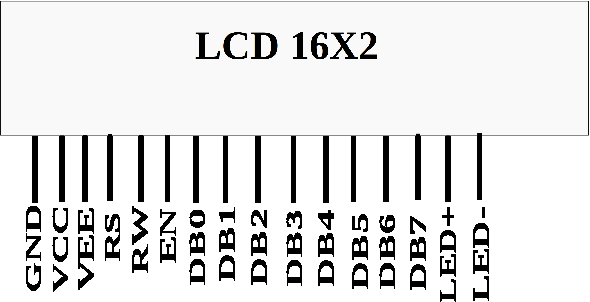 LCD 16X2
GND
VCC
VEE
RS
RW
EN
DB0
DB1
DB2
DB3
DB4
DB5
DB6
DB7
LED+
LED-